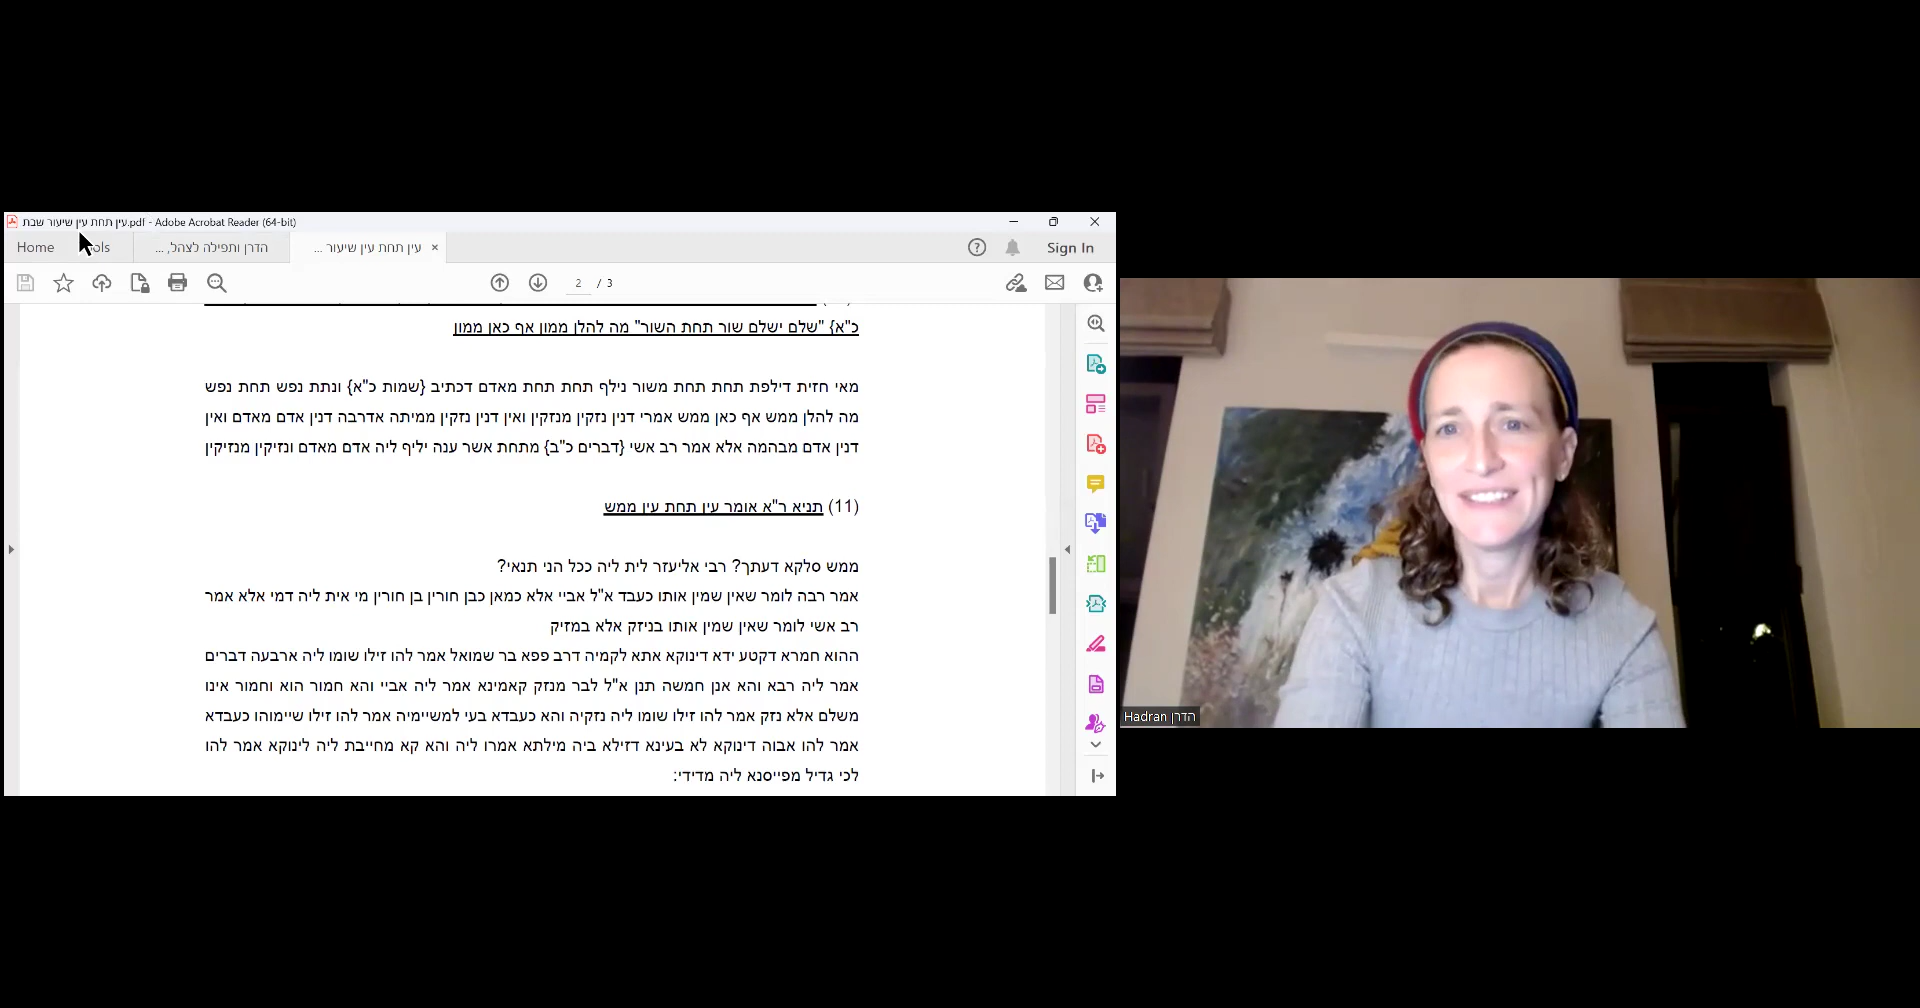 עין תחת עין שיעור שבת.pdf - Adobe Acrobat Reader (64-bit)
Home
הדרן ותפילה לצהל, ...
עין תחת עין שיעור ...
Sign In
2 / 3
כ"א} "שלם ישלם שור תחת השור" מה להלן ממון אף כאן ממון
מאי חזית דילפת תחת תחת משור נילף תחת תחת מאדם דכתיב {שמות כ"א} ונתת נפש תחת נפש
מה להלן ממש אף כאן ממש אמרי דנין נזקין מנזקין ואין דנין נזקין ממיתה אדרבה דנין אדם מאדם ואין
דנין אדם מבהמה אלא אמר רב אשי {דברים כ"ב} מתחת אשר ענה יליף ליה אדם מאדם ונזיקין מנזיקין
(11) תניא ר"א אומר עין תחת עין ממש
ממש סלקא דעתך? רבי אליעזר לית ליה ככל הני תנאי?
אמר רבה לומר שאין שמין אותו כעבד א"ל אביי אלא כמאן כבן חורין בן חורין מי אית ליה דמי אלא אמר
רב אשי לומר שאין שמין אותו בניזק אלא במזיק
ההוא חמרא דקטע ידא דינוקא אתא לקמיה דרב פפא בר שמואל אמר להו זילו שומו ליה ארבעה דברים
אמר ליה רבא והא אנן חמשה תנן א"ל לבר מנזק קאמינא אמר ליה אביי והא חמור הוא וחמור אינו
משלם אלא נזק אמר להו זילו שומו ליה נזקיה והא כעבדא בעי למשיימיה אמר להו זילו שיימוהו כעבדא
אמר להו אבוה דינוקא לא בעינא דזילא ביה מילתא אמרו ליה והא קא מחייבת ליה לינוקא אמר להו
לכי גדיל מפייסנא ליה מדידי:
Hadran הדרן